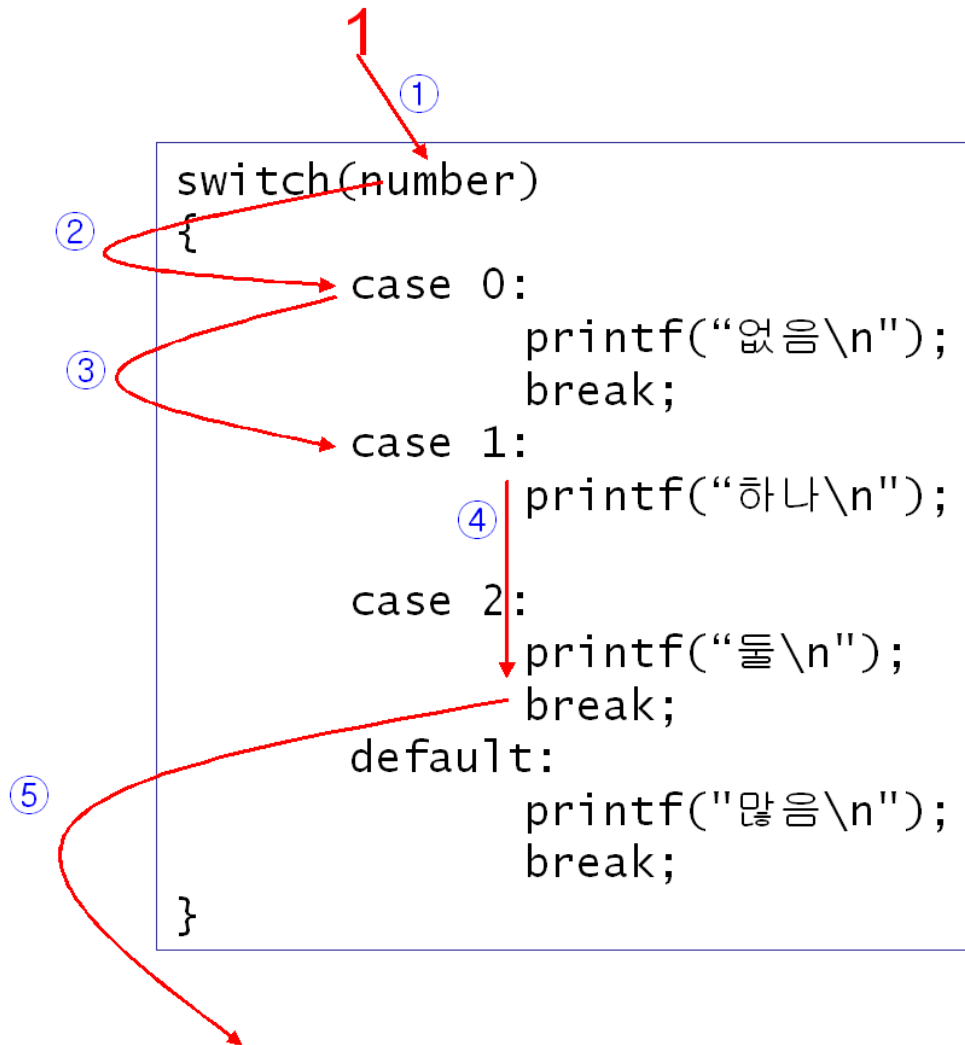 1
①
switch(number)
②
{
case 0:
printf(“없음\n");
③
break;
case 1:
printf(“하나\n");
④
case 2:
printf(“둘\n");
break;
default:
⑤
printf("많음\n");
break;
}